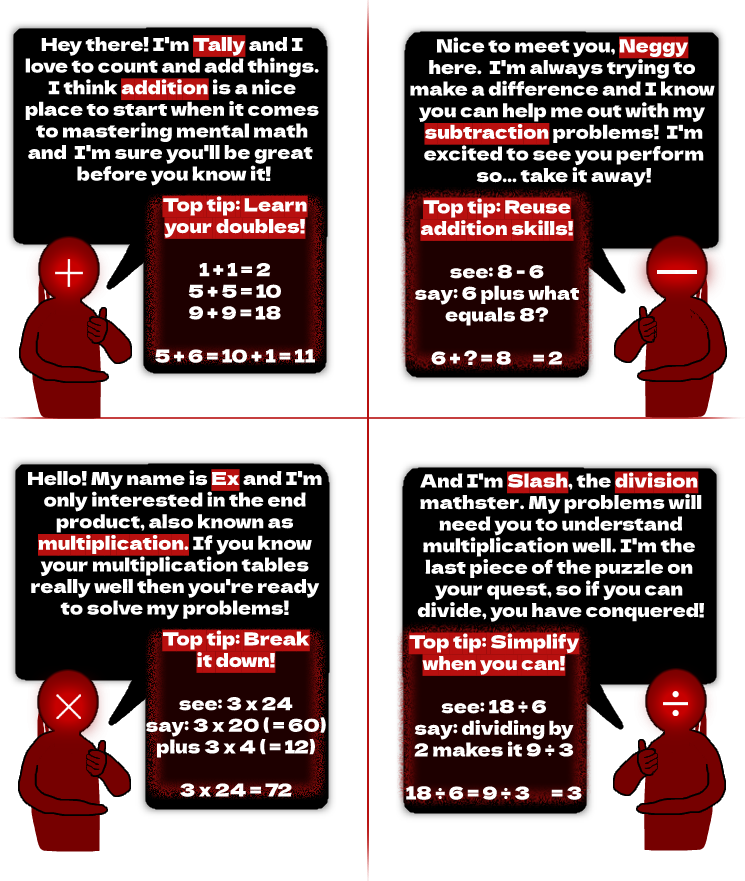 Hey there! I'm Tally and I
love to count and add things.
I think addition is a nice
place to start when it comes
to mastering mental math
and I'm sure you'll be great
before you know it!
Top tip: Learn
your doubles!
1 + 1 = 2
5 + 5 = 10
9 + 9 = 18
5 + 6 = 10 + 1 = 11
+
Nice to meet you, Neggy
here. I'm always trying to
make a difference and I know
you can help me out with my
subtraction problems! I'm
excited to see you perform
so... take it away!
Top tip: Reuse
addition skills!
see: 8 - 6
say: 6 plus what
equals 8?
6 + ? = 8 = 2
−
Hello! My name is Ex and I'm
only interested in the end
product, also known as
multiplication. If you know
your multiplication tables
really well then you're ready
to solve my problems!
Top tip: Break
it down!
see: 3 x 24
say: 3 x 20 (= 60)
plus 3 x 4 (= 12)
3 x 24 = 72
×
And I'm Slash, the division
mathster. My problems will
need you to understand
multiplication well. I'm the
last piece of the puzzle on
your quest, so if you can
divide, you have conquered!
Top tip: Simplify
when you can!
see: 18 ÷ 6
say: dividing by
2 makes it 9 ÷ 3
18 ÷ 6 = 9 ÷ 3 = 3
÷